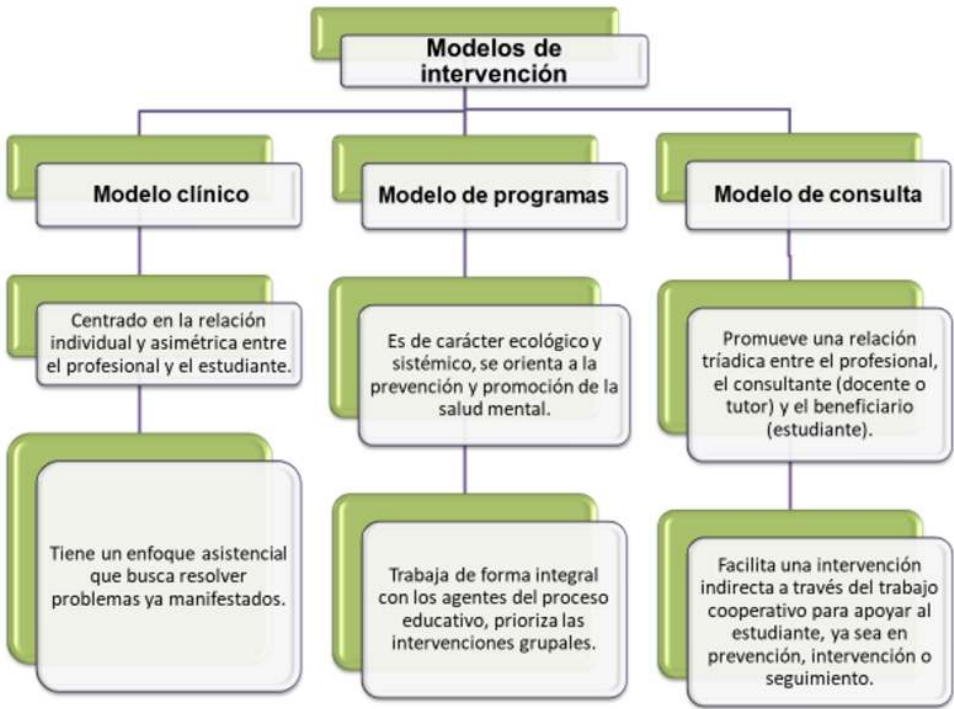 Modelos de
intervención
Modelo clínico
Modelo de programas
Modelo de consulta
Centrado en la relación
individual y asimétrica entre
el profesional y el estudiante.
Es de carácter ecológico y
sistémico, se orienta a la
prevención y promoción de la
salud mental.
Promueve una relación
tríadica entre el profesional,
el consultante (docente o
tutor) y el beneficiario
(estudiante).
Tiene un enfoque asistencial
que busca resolver
problemas ya manifestados.
Trabaja de forma integral
con los agentes del proceso
educativo, prioriza las
intervenciones grupales.
Facilita una intervención
indirecta a través del trabajo
cooperativo para apoyar al
estudiante, ya sea en
prevención, intervención o
seguimiento.